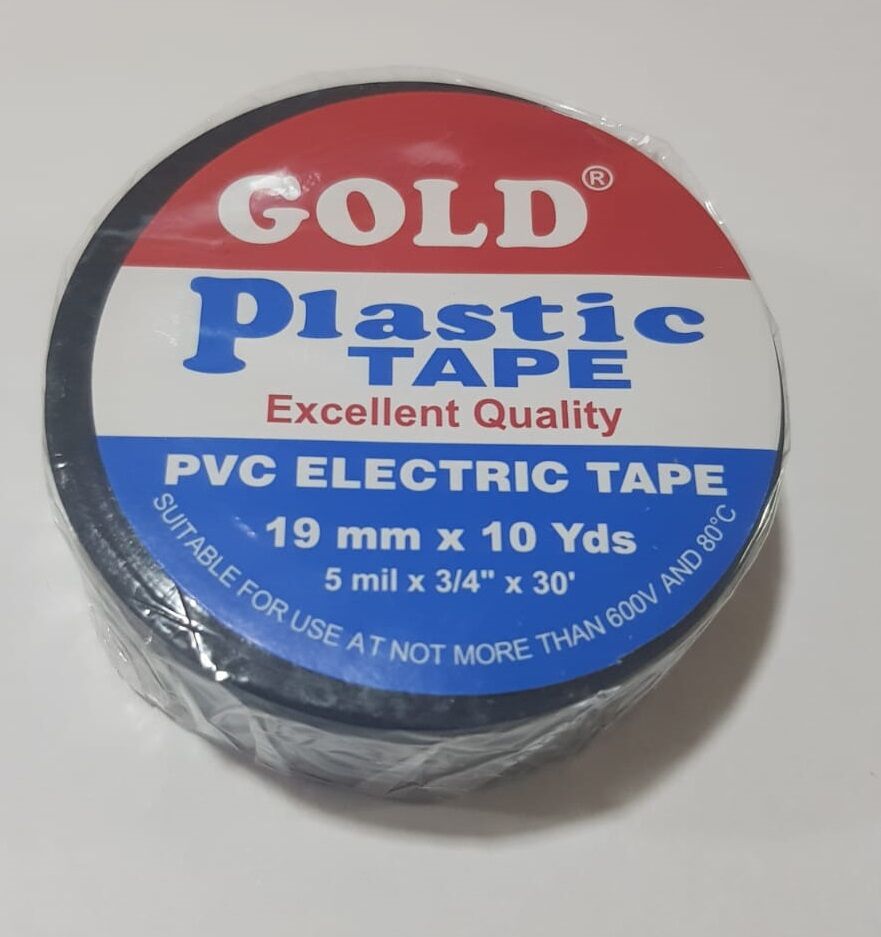 GOLD®
Plastic
TAPE
Excellent Quality
PVC ELECTRIC TAPE
19 mm x 10 Yds
5 mil x 3/4" x 30'
SUITABLE FOR USE AT NOT MORE THAN 600V AND 80°C